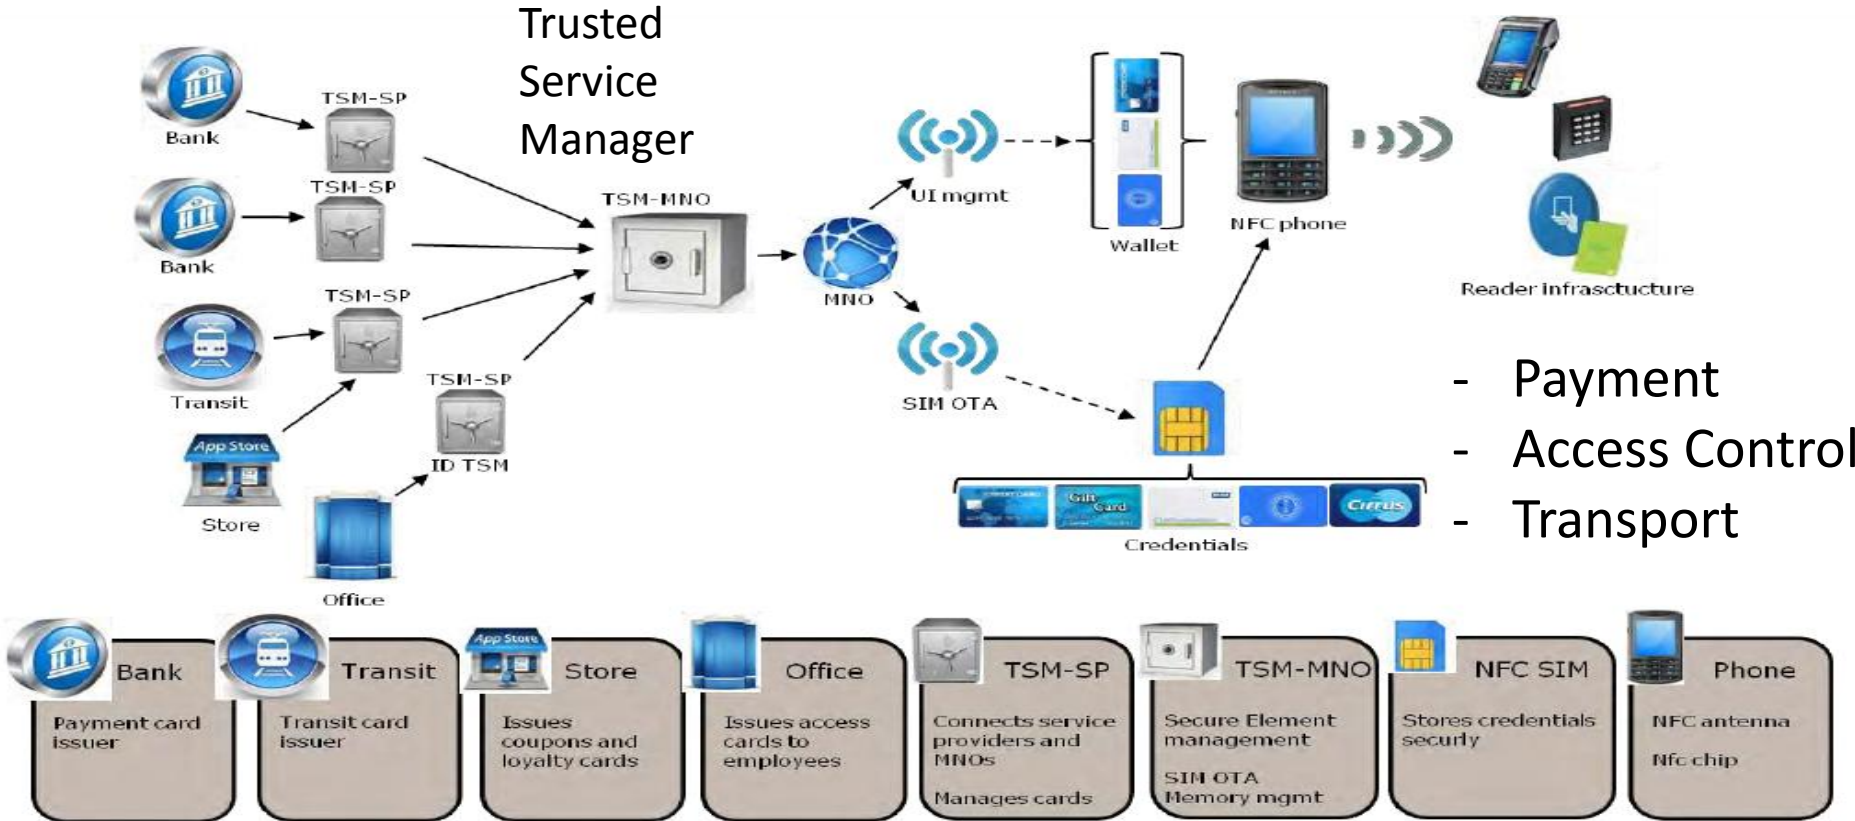 Trusted
Service
Manager
TSM-SP
Bank
TSM-SP
Bank
TSM-SP
Transit
App Store
Store
TSM-SP
ID TSM
Office
TSM-MNO
MNO
UI mgmt
SIM OTA
Wallet
NFC phone
Reader infrasctucture
Gift
Card
Cirrus
Credentials
- Payment
- Access Control
- Transport
Bank
Payment card
issuer
Transit
Transit card
issuer
App Store
Store
Issues
coupons and
loyalty cards
Office
Issues access
cards to
employees
TSM-SP
Connects service
providers and
MNOs
Manages cards
TSM-MNO
Secure Element
management
SIM OTA
Memory mgmt
NFC SIM
Stores credentials
securly
Phone
NFC antenna
Nfc chip